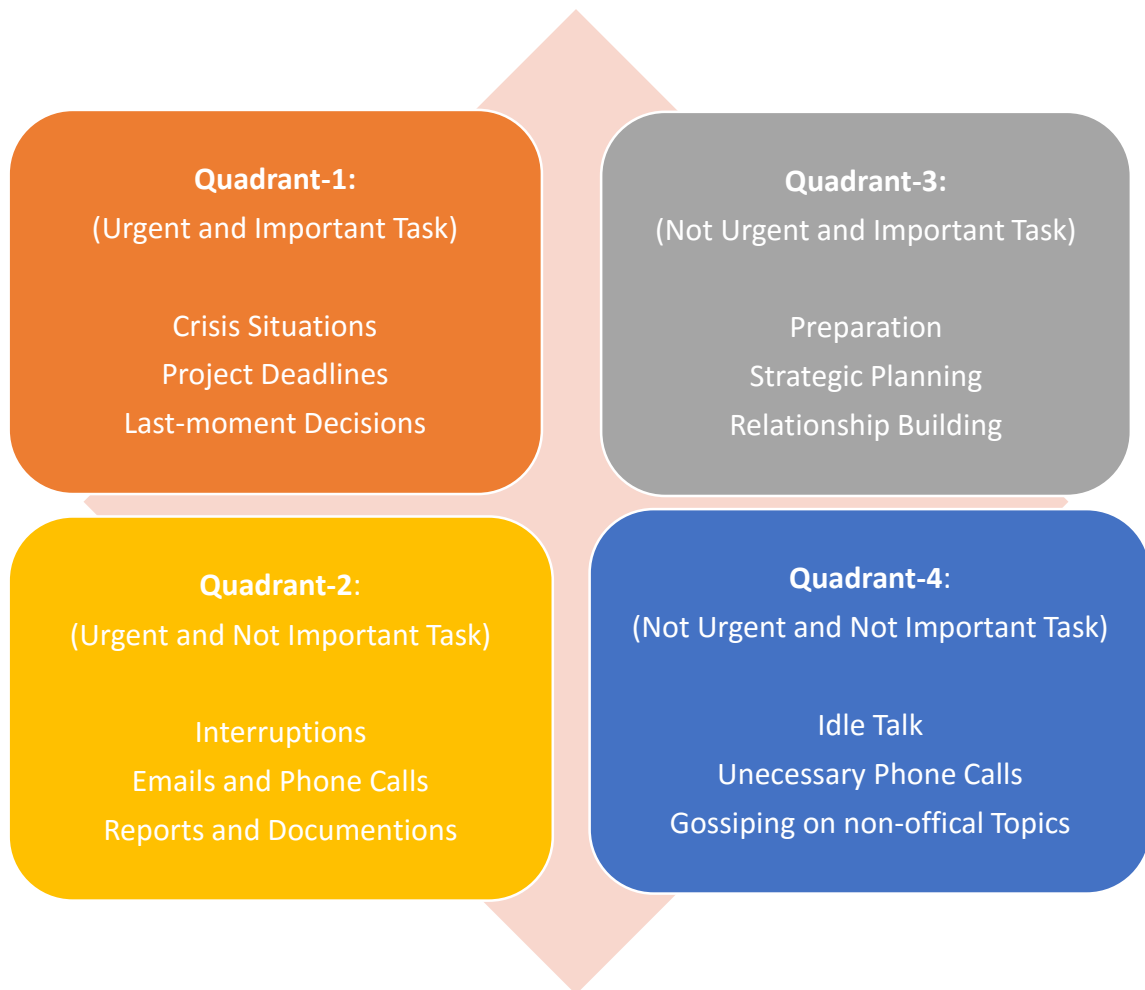 Quadrant-1:
(Urgent and Important Task)
Crisis Situations
Project Deadlines
Last-moment Decisions
Quadrant-3:
(Not Urgent and Important Task)
Preparation
Strategic Planning
Relationship Building
Quadrant-2:
(Urgent and Not Important Task)
Interruptions
Emails and Phone Calls
Reports and Documentions
Quadrant-4:
(Not Urgent and Not Important Task)
Idle Talk
Unecessary Phone Calls
Gossiping on non-offical Topics